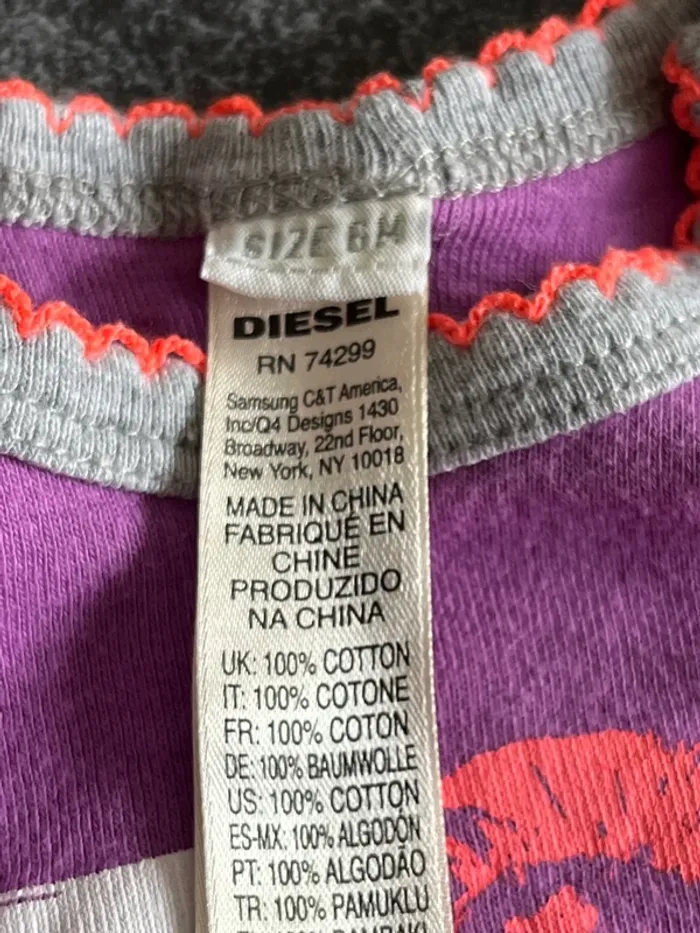 SIZE 6M
DIESEL
RN 74299
Samsung C&T America,
Inc/Q4 Designs 1430
Broadway, 22nd Floor,
New York, NY 10018
MADE IN CHINA
FABRIQUÉ EN
CHINE
PRODUZIDO
NA CHINA
UK: 100% COTTON
IT: 100% COTONE
FR: 100% COTON
DE: 100% BAUMWOLLE
US: 100% COTTON
ES-MX: 100% ALGODÓN
PT: 100% ALGODÃO
TR: 100% PAMUKLU